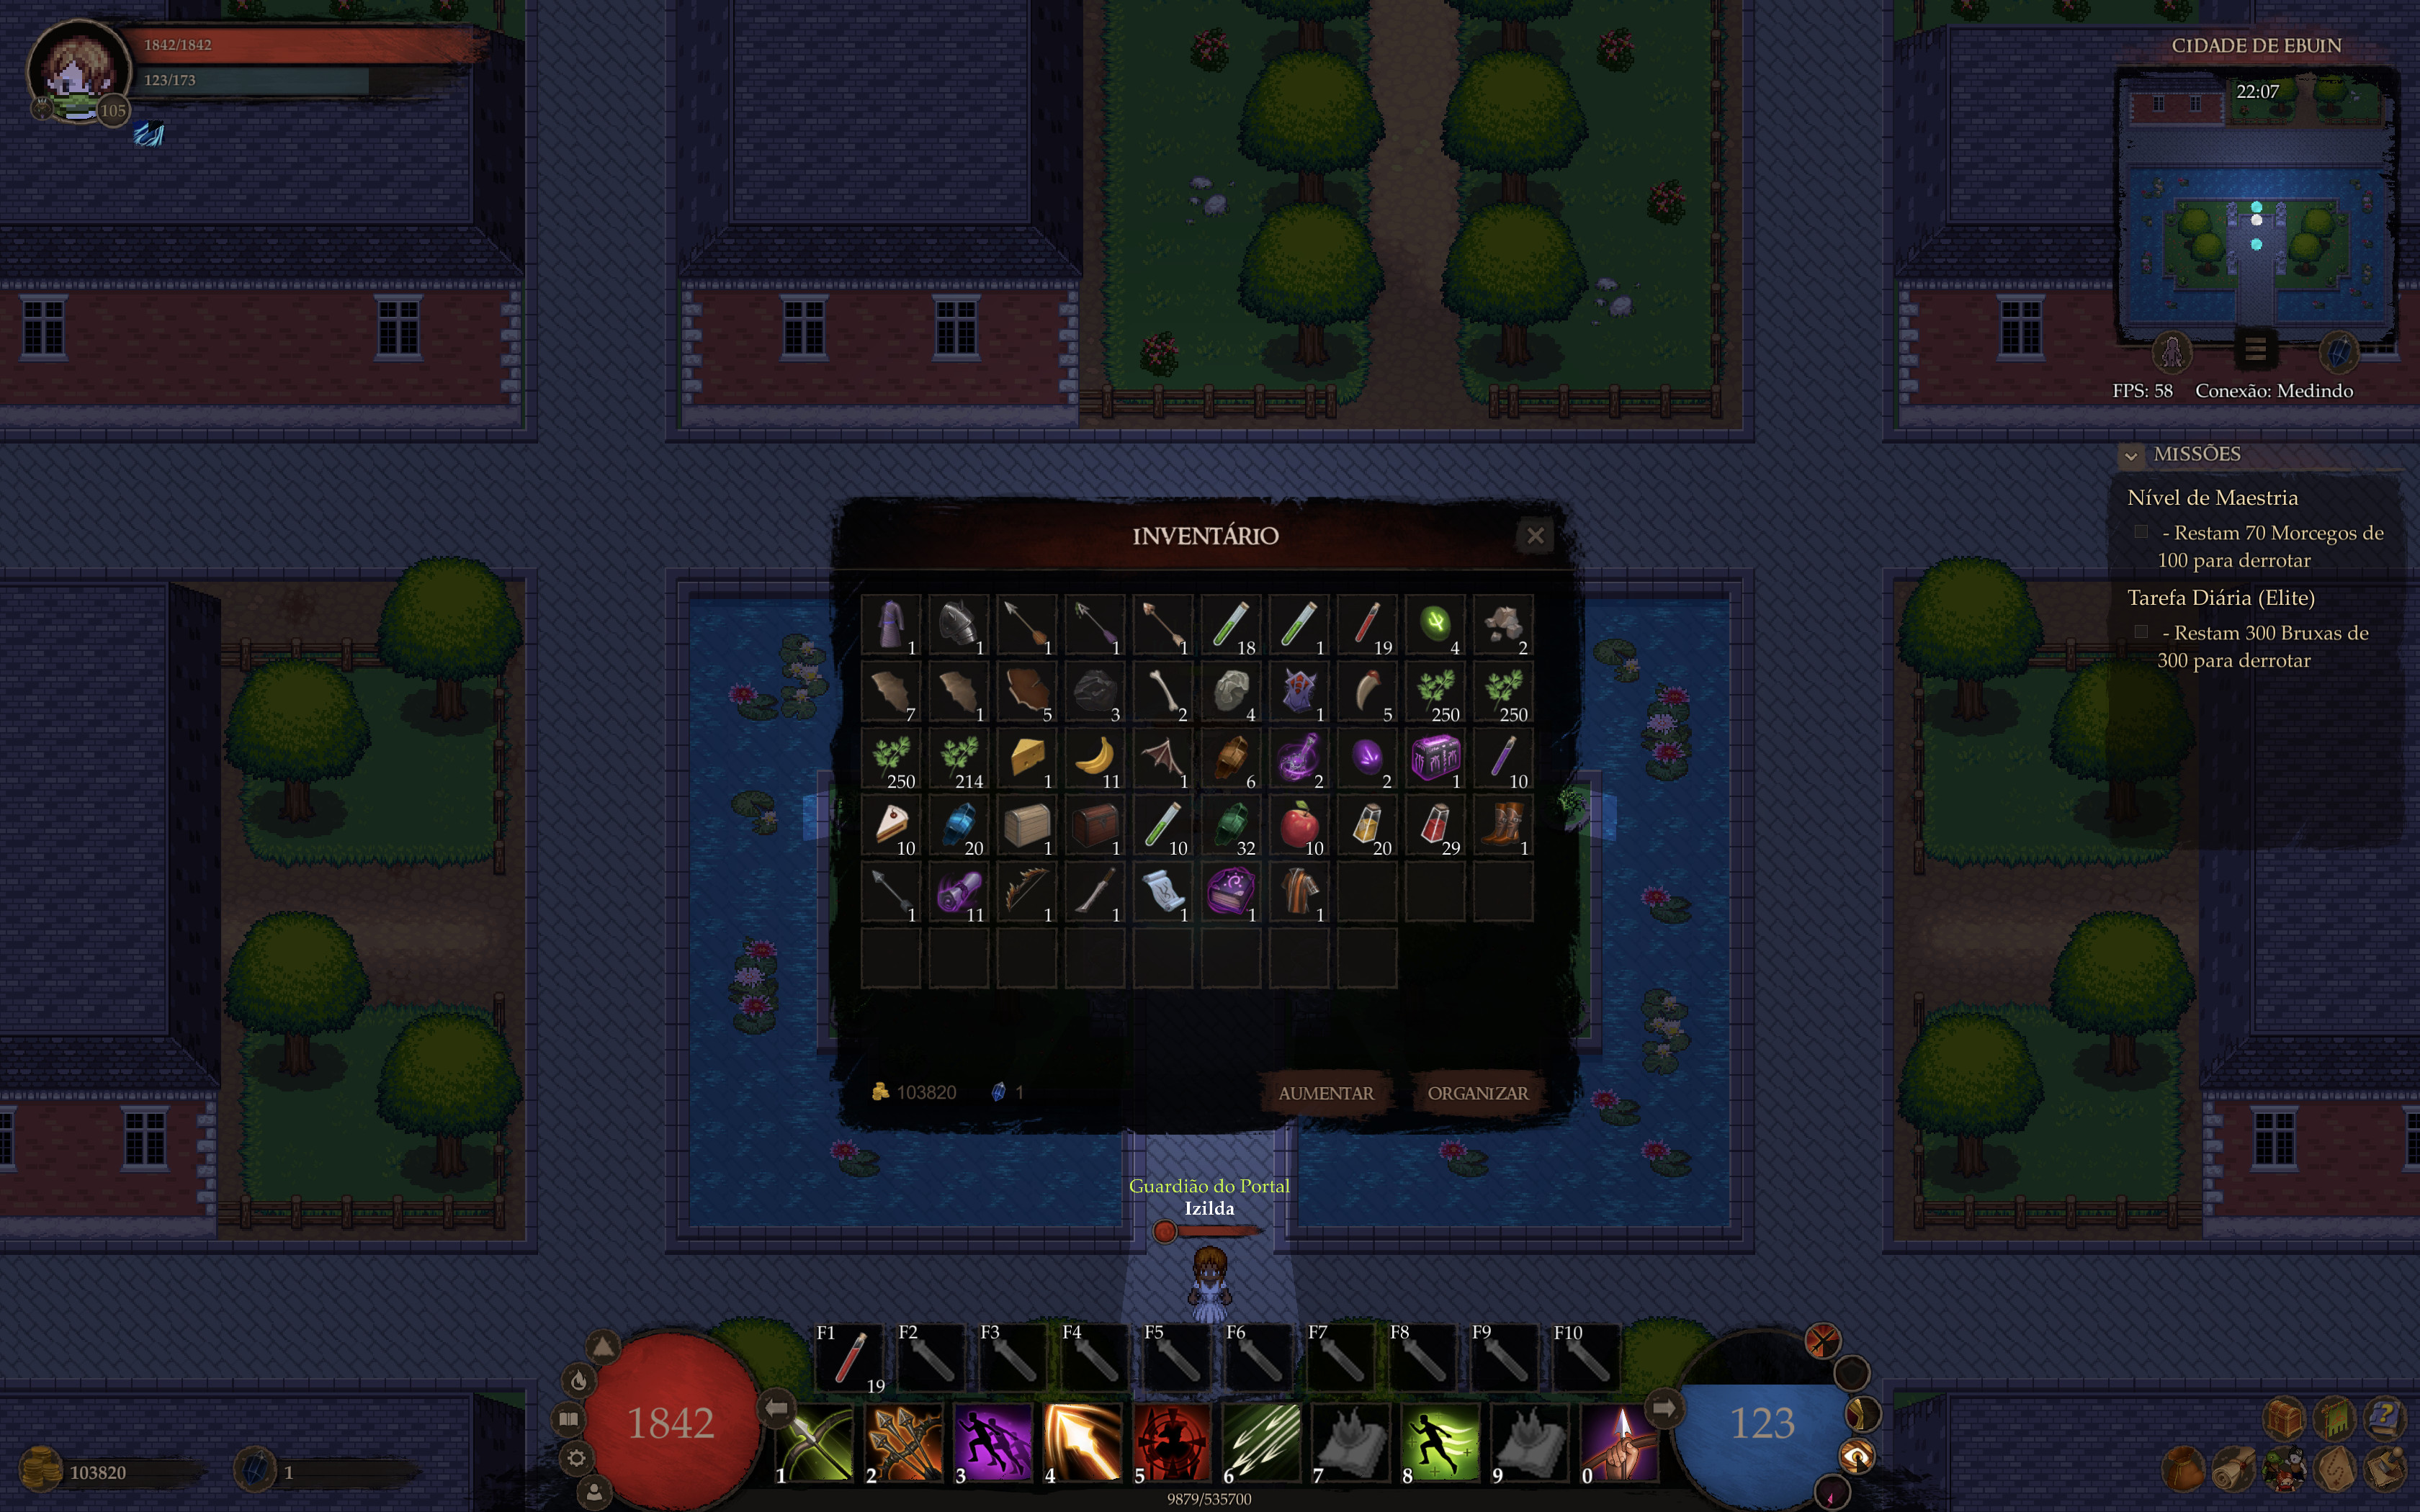 1842/1842
123/173
105
CIDADE DE EBUIN
22:07
FPS: 58 Conexão: Medindo
MISSÕES
Nível de Maestria
- Restam 70 Morcegos de
100 para derrotar
Tarefa Diária (Elite)
- Restam 300 Bruxas de
300 para derrotar
INVENTÁRIO
1 1 1 1 1 18 1 19 4 2
7 1 5 3 2 4 1 5 250 250
250 214 1 11 1 6 2 2 1 10
10 20 1 1 10 32 10 20 29 1
1 11 1 1 1 1 1
103820 1
AUMENTAR ORGANIZAR
Guardião do Portal
Izilda
F1 F2 F3 F4 F5 F6 F7 F8 F9 F10
19
1842
123
1 2 3 4 5 6 7 8 9 0
103820 1
9879/535700